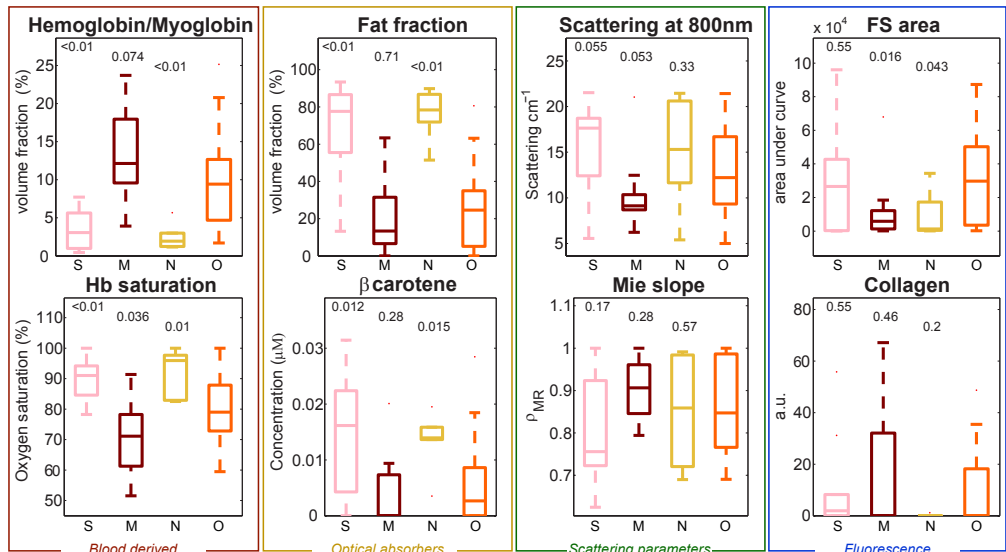 Hemoglobin/Myoglobin
<0.01
0.074
<0.01
volume fraction (%)
25
20
15
10
5
0
S M N O
Fat fraction
<0.01
0.71
<0.01
volume fraction (%)
100
80
60
40
20
0
S M N O
Scattering at 800nm
0.055
0.053
0.33
Scattering cm⁻¹
20
15
10
5
S M N O
FS area
x 10⁴
0.55
0.016
0.043
area under curve
10
8
6
4
2
0
S M N O
Hb saturation
<0.01
0.036
0.01
Oxygen saturation (%)
110
100
90
80
70
60
50
S M N O
Blood derived
βcarotene
0.012
0.28
0.015
Concentration (μM)
0.03
0.02
0.01
0
S M N O
Optical absorbers
Mie slope
0.17
0.28
0.57
ρMR
1.1
1
0.9
0.8
0.7
S M N O
Scattering parameters
Collagen
0.55
0.46
0.2
a.u.
80
60
40
20
0
S M N O
Fluorescence